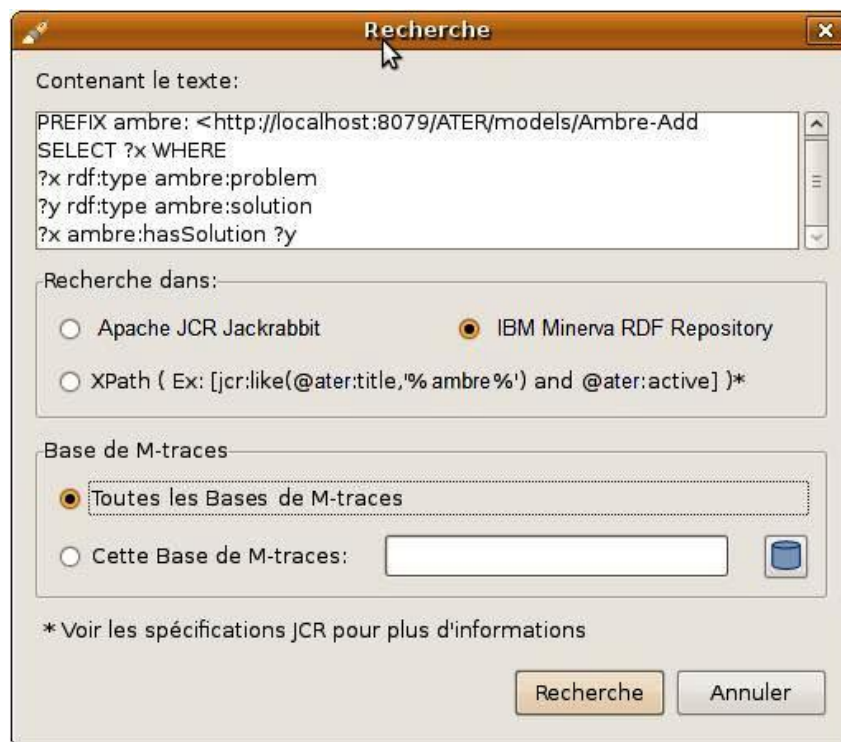 Recherche
Contenant le texte:
PREFIX ambre: <http://localhost:8079/ATER/models/Ambre-Add
SELECT ?x WHERE
?x rdf:type ambre:problem
?y rdf:type ambre:solution
?x ambre:hasSolution ?y
Recherche dans:
Apache JCR Jackrabbit IBM Minerva RDF Repository
XPath ( Ex: [jcr:like(@ater:title,'%ambre%') and @ater:active] )*
Base de M-traces
Toutes les Bases de M-traces
Cette Base de M-traces:
* Voir les spécifications JCR pour plus d'informations
Recherche Annuler